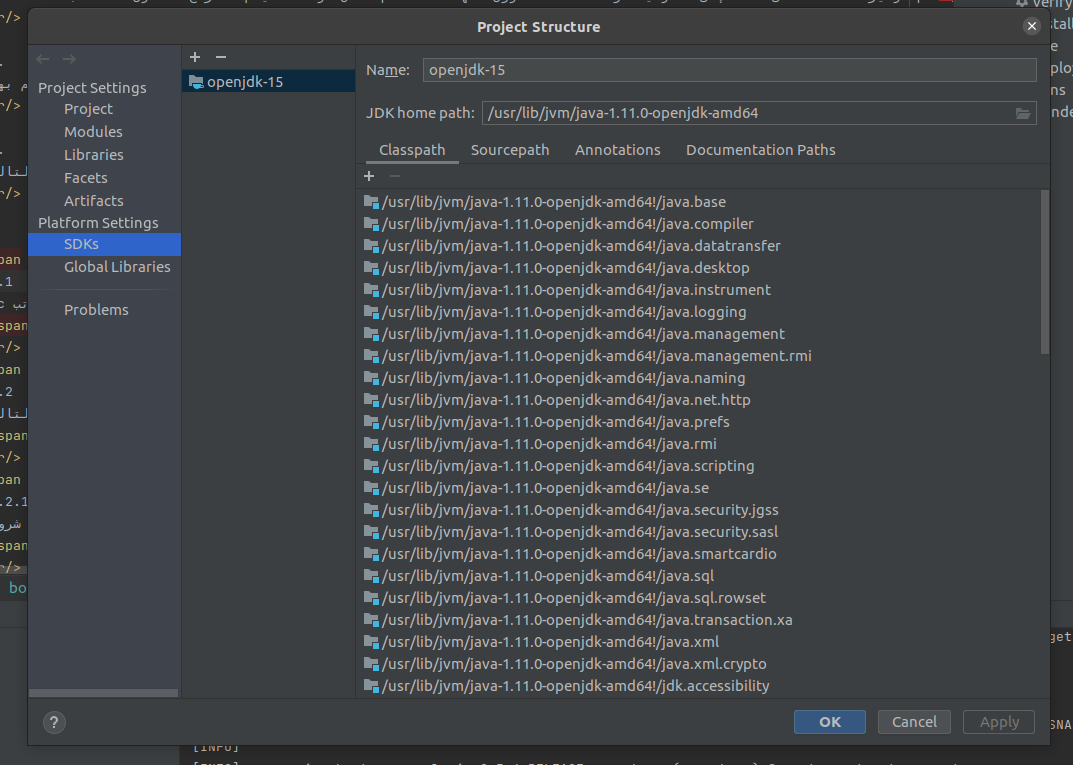 Project Structure
Project Settings
Project
Modules
Libraries
Facets
Artifacts
Platform Settings
SDKs
Global Libraries
Problems
openjdk-15
Name: openjdk-15
JDK home path: /usr/lib/jvm/java-1.11.0-openjdk-amd64
Classpath Sourcepath Annotations Documentation Paths
/usr/lib/jvm/java-1.11.0-openjdk-amd64!/java.base
/usr/lib/jvm/java-1.11.0-openjdk-amd64!/java.compiler
/usr/lib/jvm/java-1.11.0-openjdk-amd64!/java.datatransfer
/usr/lib/jvm/java-1.11.0-openjdk-amd64!/java.desktop
/usr/lib/jvm/java-1.11.0-openjdk-amd64!/java.instrument
/usr/lib/jvm/java-1.11.0-openjdk-amd64!/java.logging
/usr/lib/jvm/java-1.11.0-openjdk-amd64!/java.management
/usr/lib/jvm/java-1.11.0-openjdk-amd64!/java.management.rmi
/usr/lib/jvm/java-1.11.0-openjdk-amd64!/java.naming
/usr/lib/jvm/java-1.11.0-openjdk-amd64!/java.net.http
/usr/lib/jvm/java-1.11.0-openjdk-amd64!/java.prefs
/usr/lib/jvm/java-1.11.0-openjdk-amd64!/java.rmi
/usr/lib/jvm/java-1.11.0-openjdk-amd64!/java.scripting
/usr/lib/jvm/java-1.11.0-openjdk-amd64!/java.se
/usr/lib/jvm/java-1.11.0-openjdk-amd64!/java.security.jgss
/usr/lib/jvm/java-1.11.0-openjdk-amd64!/java.security.sasl
/usr/lib/jvm/java-1.11.0-openjdk-amd64!/java.smartcardio
/usr/lib/jvm/java-1.11.0-openjdk-amd64!/java.sql
/usr/lib/jvm/java-1.11.0-openjdk-amd64!/java.sql.rowset
/usr/lib/jvm/java-1.11.0-openjdk-amd64!/java.transaction.xa
/usr/lib/jvm/java-1.11.0-openjdk-amd64!/java.xml
/usr/lib/jvm/java-1.11.0-openjdk-amd64!/java.xml.crypto
/usr/lib/jvm/java-1.11.0-openjdk-amd64!/jdk.accessibility
? OK Cancel Apply
[INFO]